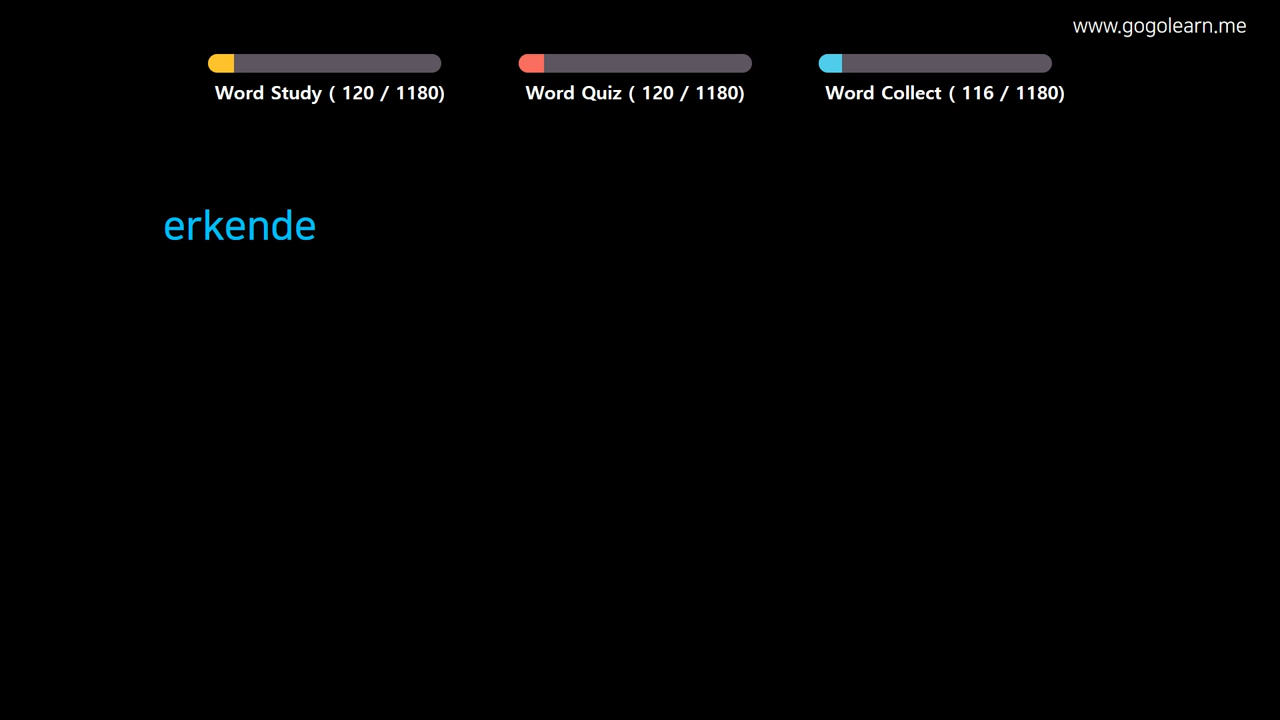 www.gogolearn.me
Word Study ( 120 / 1180)
Word Quiz ( 120 / 1180)
Word Collect ( 116 / 1180)
erkende